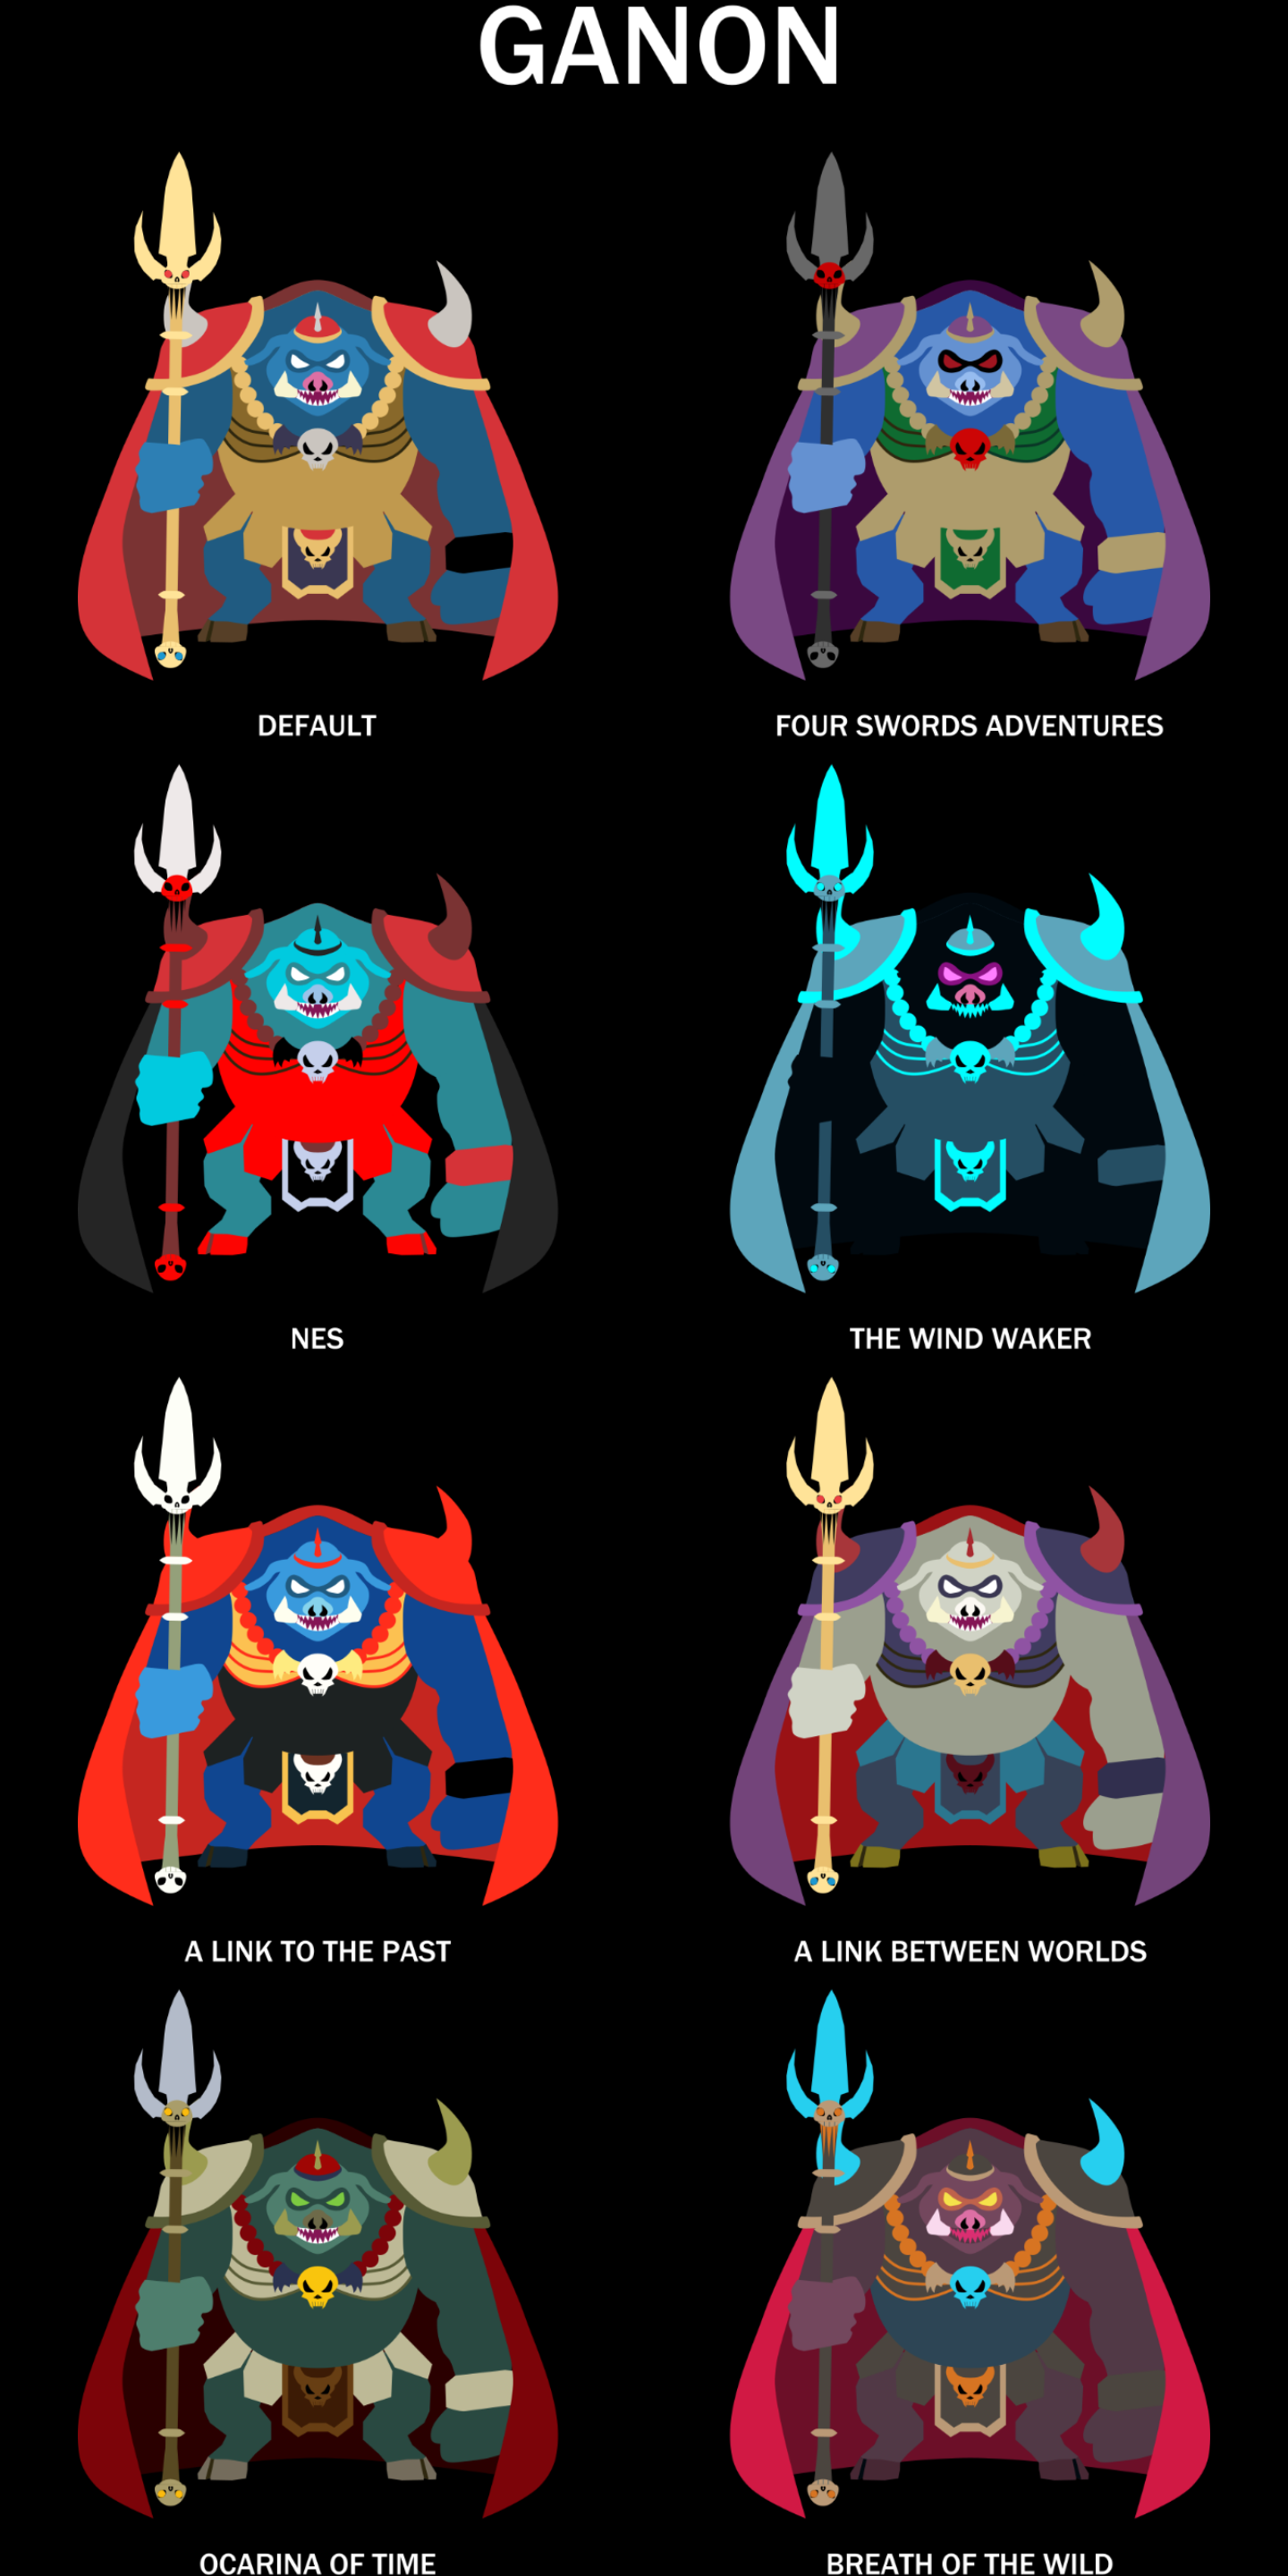 GANON
DEFAULT
FOUR SWORDS ADVENTURES
NES
THE WIND WAKER
A LINK TO THE PAST
A LINK BETWEEN WORLDS
OCARINA OF TIME
BREATH OF THE WILD